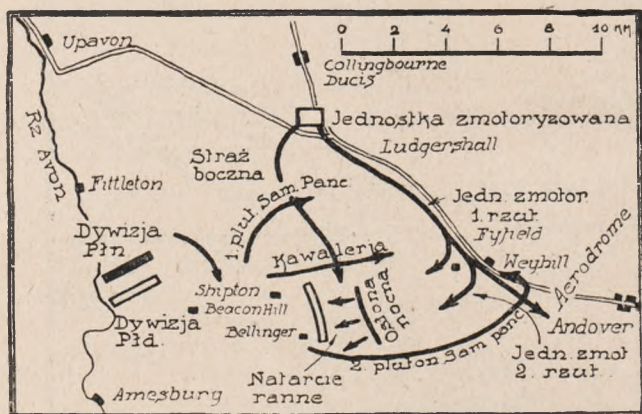 0 2 4 6 8 10 KM.
Upavon
Collingbourne
Ducis
Jednostka zmotoryzowana
Ludgershall
Rz Avon
Straż
boczna
Fittleton
1. plut. Sam. Panc.
Jedn. zmotor
1. rzut.
Fyfield
Dywizja
Płn
Kawalerja
Weyhill
Aerodrome
Shipton
Beacon Hill
Osłona
nocna
Dywizja
Płd.
Bellinger
Andover
2. pluton Sam panc
Jedn. zmot
2. rzut.
Natarcie
ranne
Amesburg